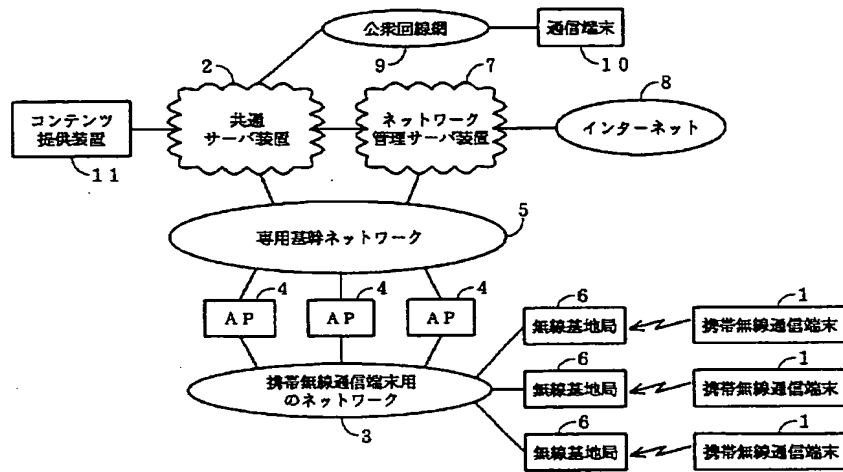 公衆回線網
9
通信端末
10
2
7
8
コンテンツ
提供装置
11
共通
サーバ装置
ネットワーク
管理サーバ装置
インターネット
専用基幹ネットワーク
5
AP
4
AP
4
AP
4
無線基地局
6
携帯無線通信端末
1
無線基地局
6
携帯無線通信端末
1
携帯無線通信端末用
のネットワーク
3
無線基地局
6
携帯無線通信端末
1